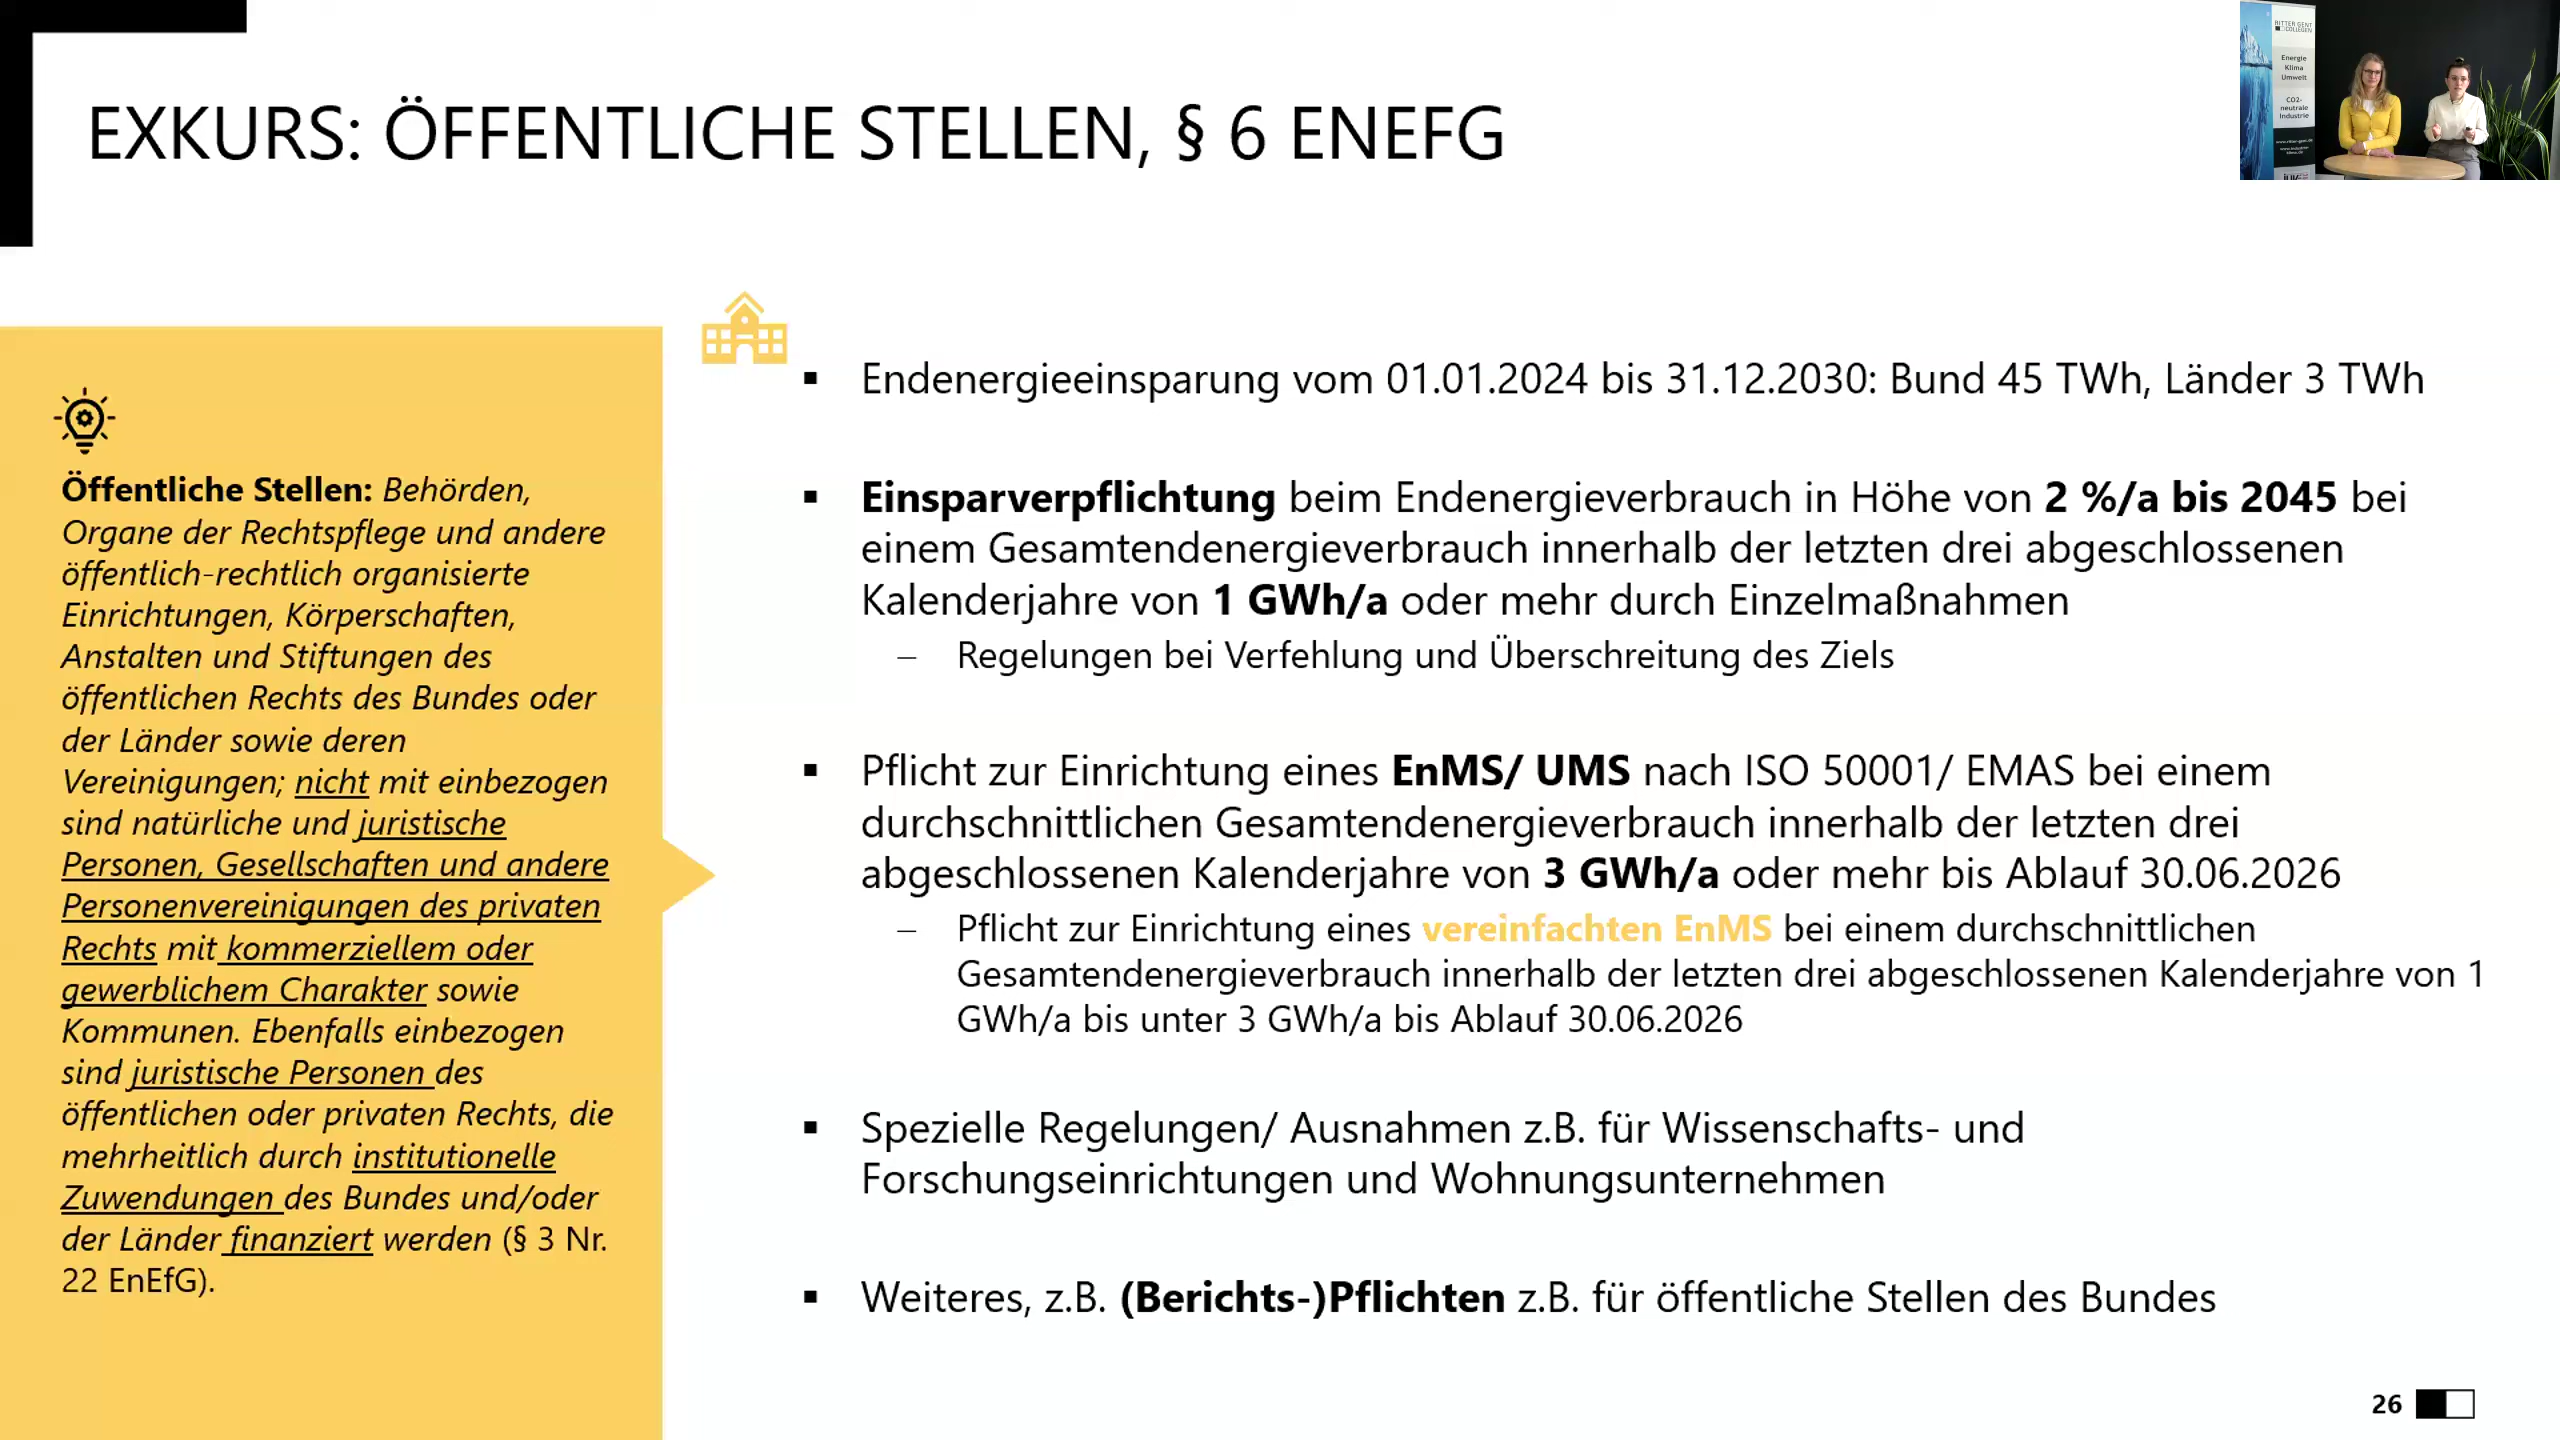 EXKURS: ÖFFENTLICHE STELLEN, § 6 ENEFG
RITTER GENT
COLLEGEN
Energie
Klima
Umwelt
CO2-
neutrale
Industrie
Öffentliche Stellen: Behörden,
Organe der Rechtspflege und andere
öffentlich-rechtlich organisierte
Einrichtungen, Körperschaften,
Anstalten und Stiftungen des
öffentlichen Rechts des Bundes oder
der Länder sowie deren
Vereinigungen; nicht mit einbezogen
sind natürliche und juristische
Personen, Gesellschaften und andere
Personenvereinigungen des privaten
Rechts mit kommerziellem oder
gewerblichem Charakter sowie
Kommunen. Ebenfalls einbezogen
sind juristische Personen des
öffentlichen oder privaten Rechts, die
mehrheitlich durch institutionelle
Zuwendungen des Bundes und/oder
der Länder finanziert werden (§ 3 Nr.
22 EnEfG).
▪ Endenergieeinsparung vom 01.01.2024 bis 31.12.2030: Bund 45 TWh, Länder 3 TWh
▪ Einsparverpflichtung beim Endenergieverbrauch in Höhe von 2 %/a bis 2045 bei
einem Gesamtendenergieverbrauch innerhalb der letzten drei abgeschlossenen
Kalenderjahre von 1 GWh/a oder mehr durch Einzelmaßnahmen
– Regelungen bei Verfehlung und Überschreitung des Ziels
▪ Pflicht zur Einrichtung eines EnMS/ UMS nach ISO 50001/ EMAS bei einem
durchschnittlichen Gesamtendenergieverbrauch innerhalb der letzten drei
abgeschlossenen Kalenderjahre von 3 GWh/a oder mehr bis Ablauf 30.06.2026
– Pflicht zur Einrichtung eines vereinfachten EnMS bei einem durchschnittlichen
Gesamtendenergieverbrauch innerhalb der letzten drei abgeschlossenen Kalenderjahre von 1
GWh/a bis unter 3 GWh/a bis Ablauf 30.06.2026
▪ Spezielle Regelungen/ Ausnahmen z.B. für Wissenschafts- und
Forschungseinrichtungen und Wohnungsunternehmen
▪ Weiteres, z.B. (Berichts-)Pflichten z.B. für öffentliche Stellen des Bundes
26